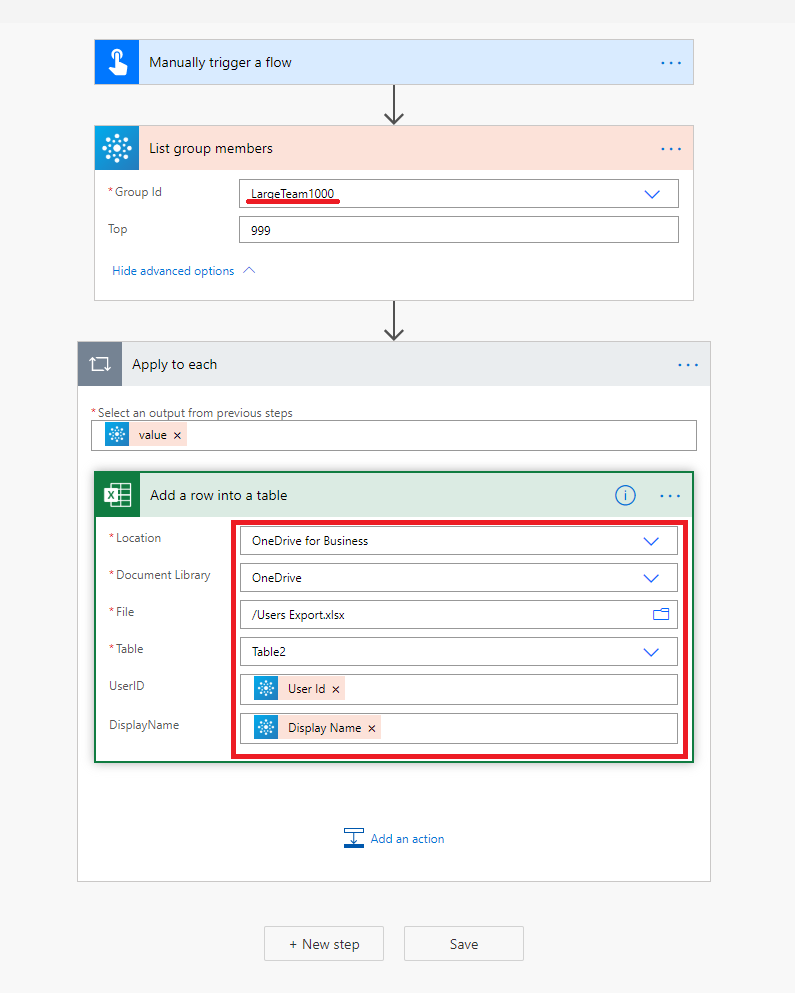 Manually trigger a flow
List group members
* Group Id
LargeTeam1000
Top
999
Hide advanced options
Apply to each
* Select an output from previous steps
value
Add a row into a table
* Location
OneDrive for Business
* Document Library
OneDrive
* File
/Users Export.xlsx
* Table
Table2
UserID
User Id
DisplayName
Display Name
Add an action
+ New step
Save